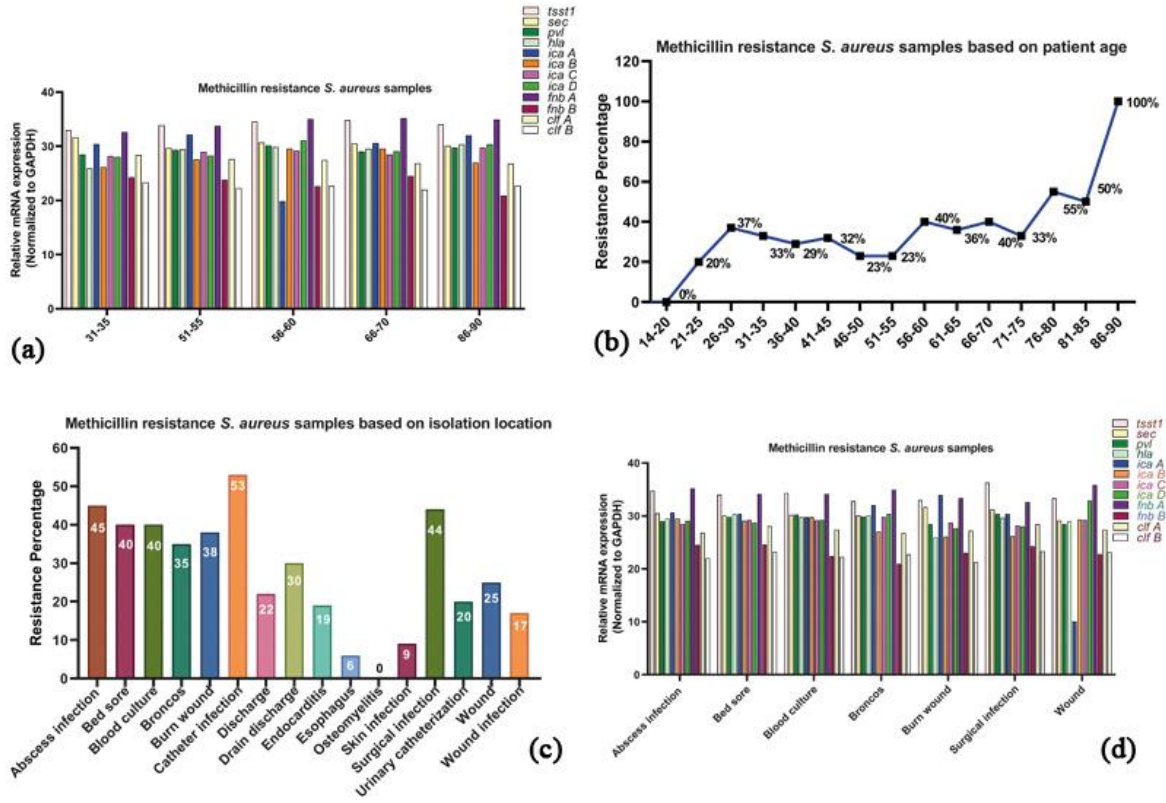 tsst1
sec
pvl
hla
ica A
ica B
ica C
ica D
fnb A
fnb B
clf A
clf B
Methicillin resistance S. aureus samples
Relative mRNA expression
(Normalized to GAPDH)
40
30
20
10
0
31-35
51-55
56-60
66-70
86-90
(a)
Methicillin resistance S. aureus samples based on patient age
Resistance Percentage
120
100
80
60
40
20
0
0%
20%
37%
33%
29%
32%
23%
23%
40%
36%
40%
33%
55%
50%
100%
14-20
21-25
26-30
31-35
36-40
41-45
46-50
51-55
56-60
61-65
66-70
71-75
76-80
81-85
86-90
(b)
Methicillin resistance S. aureus samples based on isolation location
Resistance Percentage
60
50
40
30
20
10
0
45
40
40
35
38
53
22
30
19
6
0
9
44
20
25
17
Abscess infection
Bed sore
Blood culture
Broncos
Burn wound
Catheter infection
Discharge
Drain discharge
Endocarditis
Esophagus
Osteomyelitis
Skin infection
Surgical infection
Urinary catheterization
Wound
Wound infection
(c)
tsst1
sec
pvl
hla
ica A
ica B
ica C
ica D
fnb A
fnb B
clf A
clf B
Methicillin resistance S. aureus samples
Relative mRNA expression
(Normalized to GAPDH)
40
30
20
10
0
Abscess infection
Bed sore
Blood culture
Broncos
Burn wound
Surgical infection
Wound
(d)